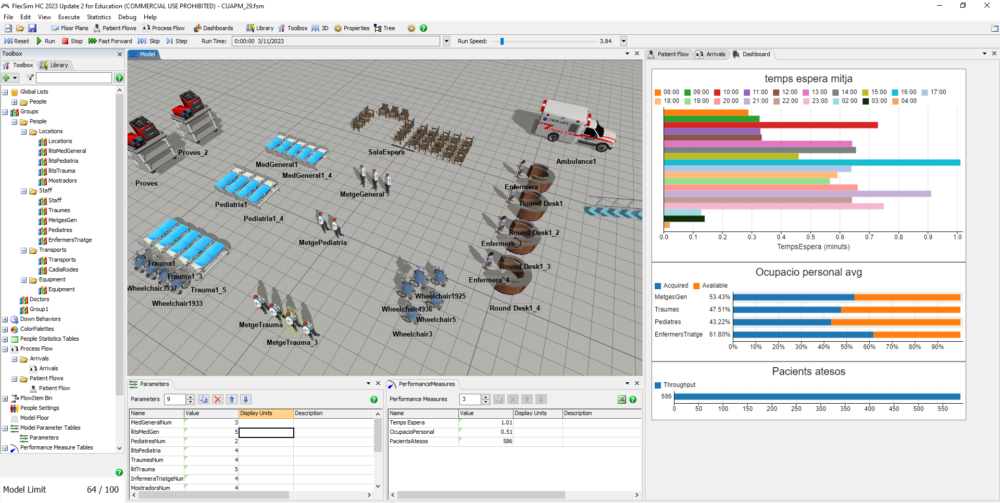 FlexSim HC 2023 Update 2 for Education (COMMERCIAL USE PROHIBITED) - CUAPM_29.fsm
File Edit View Execute Statistics Debug Help
Floor Plans Patient Flows Process Flow Dashboards Library Toolbox 3D Properties Tree
Reset Run Stop Fast Forward Skip Step Run Time: 0:00:00 3/11/2023 Run Speed: 3.84
Toolbox
Toolbox Library
Global Lists
People
Groups
People
Locations
Locations
llitsMedGeneral
llitsPediatria
llitsTrauma
Mostradors
Staff
Staff
Traumes
MetgesGen
Pediatres
EnfermersTriatge
Transports
Transports
CadiaRodes
Equipment
Equipment
Doctors
Group1
Down Behaviors
ColorPalettes
People Statistics Tables
Process Flow
Arrivals
Arrivals
Patient Flows
Patient Flow
FlowItem Bin
People Settings
Model Floor
Model Parameter Tables
Parameters
Performance Measure Tables
Model Limit 64 / 100
Model
Proves_2
Proves
SalaEspera
Ambulance1
AMBULANCE
MedGeneral1
MedGeneral1_4
MetgeGeneral
Pediatria1
Pediatria1_4
Enfermera
Round Desk1
Round Desk1_2
Enfermera_3
MetgePediatria
Trauma1
Trauma1_3
Trauma1_5
Wheelchair3937
Wheelchair1933
Round Desk1_3
Enfermera_4
Round Desk1_4
Wheelchair1925
Wheelchair4936
Wheelchair5
Wheelchair3
MetgeTrauma
MetgeTrauma_3
Parameters
Parameters 9
Name Value Display Units Description
MedGeneralNum 3
llitsMedGen 5
PediatresNum 2
llitsPediatria 4
TraumesNum 4
llitTrauma 5
InfermeraTriatgeNum 4
MostradorsNum 4
PerformanceMeasures
Performance Measures 3
Name Value Display Units Description
Temps Espera 1.01
OcupacioPersonal 0.51
PacientsAtesos 586
Patient Flow Arrivals Dashboard
temps espera mitja
08:00 09:00 10:00 11:00 12:00 13:00 14:00 15:00 16:00 17:00
18:00 19:00 20:00 21:00 22:00 23:00 02:00 03:00 04:00
0.0 0.1 0.2 0.3 0.4 0.5 0.6 0.7 0.8 0.9 1.0
TempsEspera (minuts)
Ocupacio personal avg
Acquired Available
MetgesGen 53.43%
Traumes 47.51%
Pediatres 43.22%
EnfermersTriatge 61.80%
0% 10% 20% 30% 40% 50% 60% 70% 80% 90%
Pacients atesos
Throughput
586
0 50 100 150 200 250 300 350 400 450 500 550